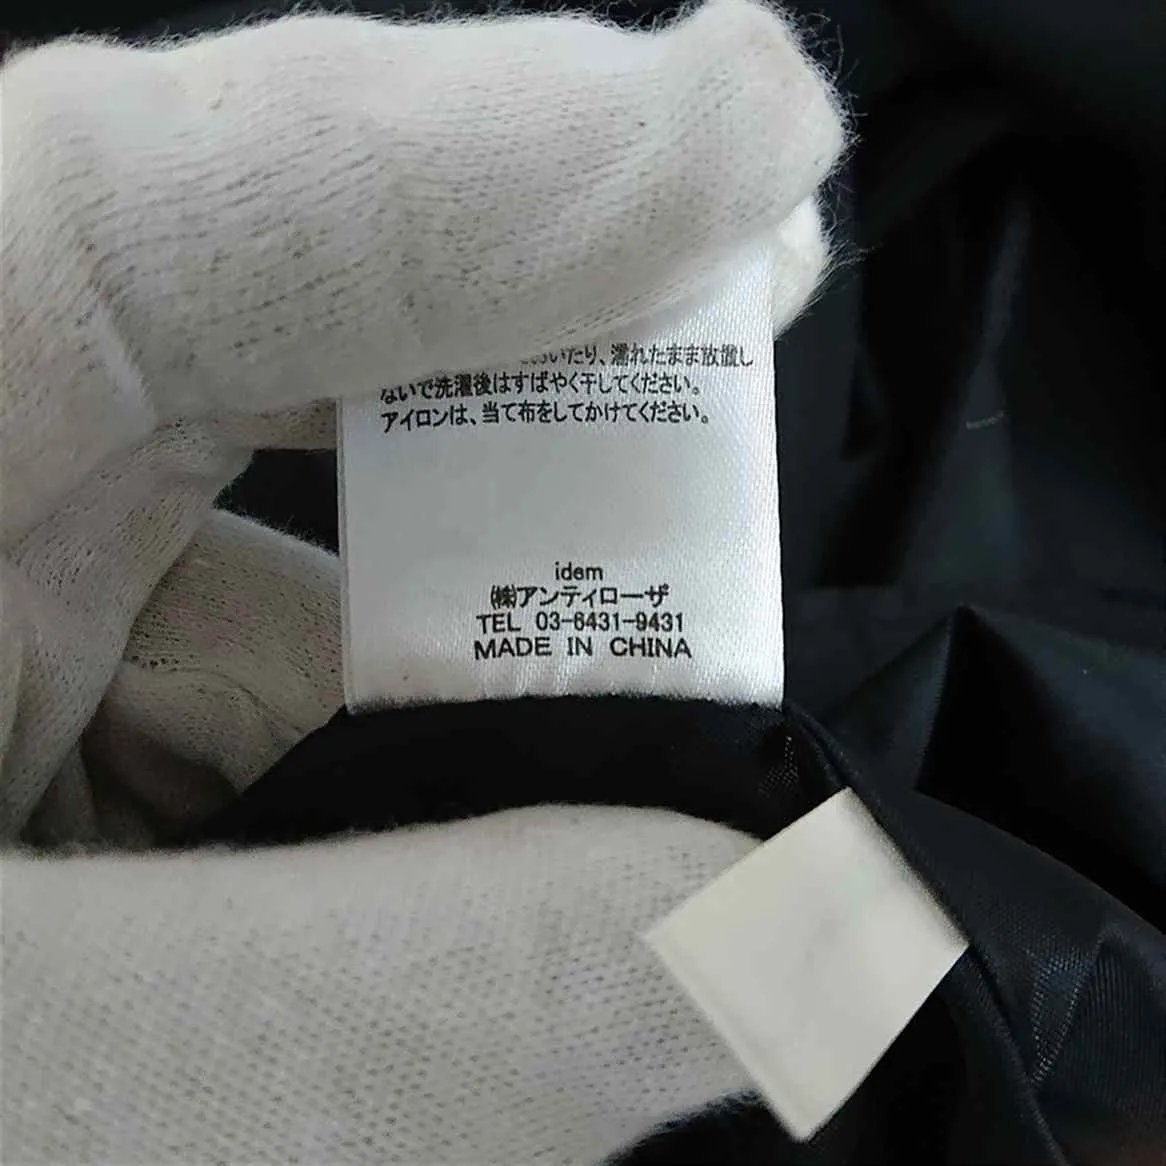 いたり、濡れたまま放置し
ないで洗濯後はすばやく干してください。
アイロンは、当て布をしてかけてください。
idem
㈱アンティローザ
TEL 03-6431-9431
MADE IN CHINA